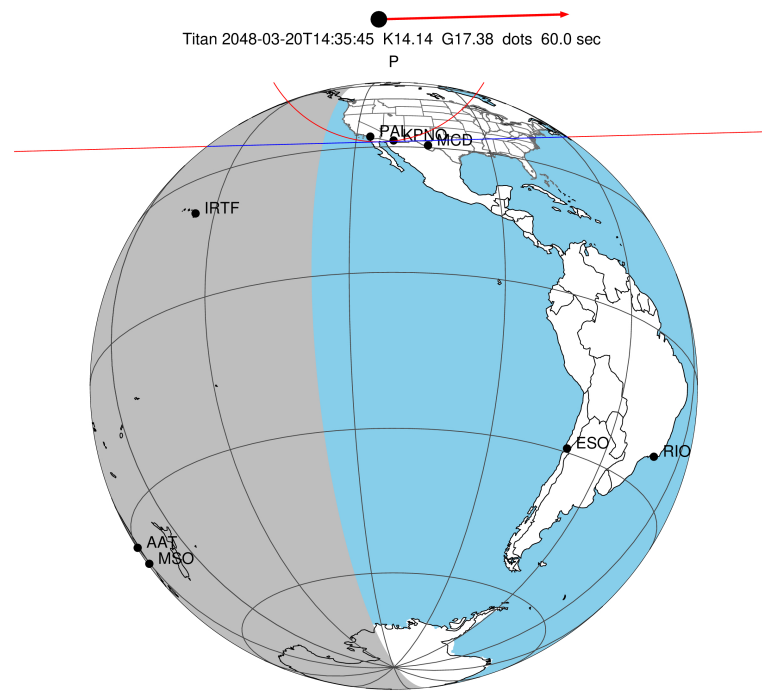 Titan 2048-03-20T14:35:45 K14.14 G17.38 dots 60.0 sec
P
PAL
KPNO
MCD
IRTF
ESO
RIO
AAT
MSO